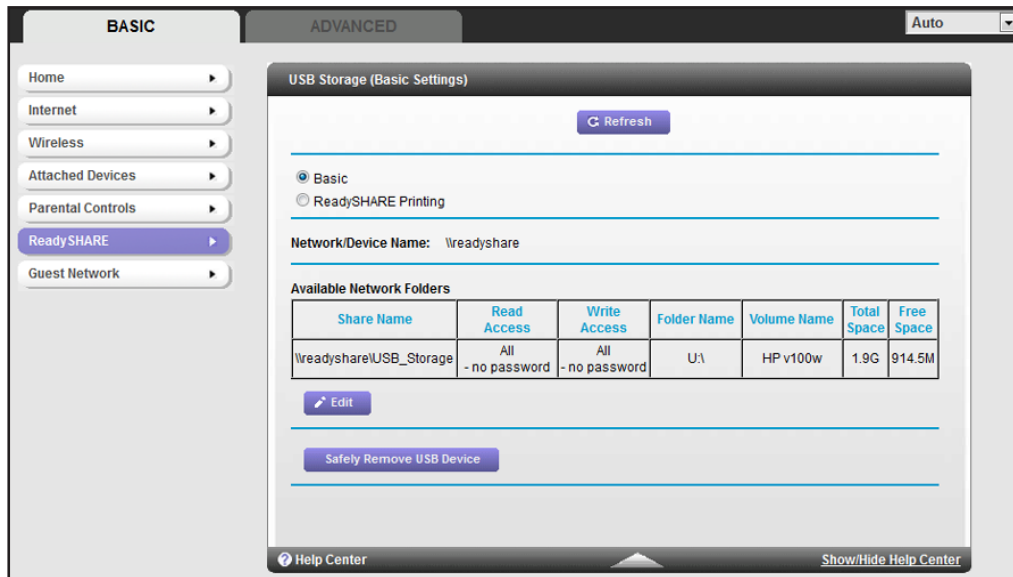 BASIC
ADVANCED
Auto
Home
Internet
Wireless
Attached Devices
Parental Controls
ReadySHARE
Guest Network
USB Storage (Basic Settings)
Refresh
Basic
ReadySHARE Printing
Network/Device Name: \\readyshare
Available Network Folders
Share Name Read Access Write Access Folder Name Volume Name Total Space Free Space
\\readyshare\USB_Storage All - no password All - no password U:\ HP v100w 1.9G 914.5M
Edit
Safely Remove USB Device
Help Center
Show/Hide Help Center